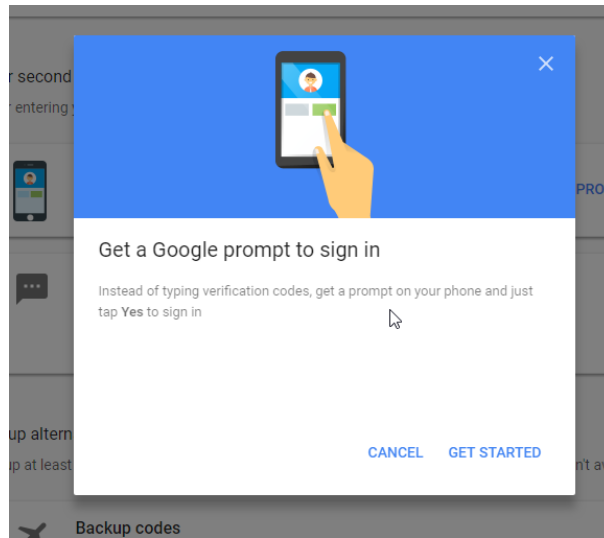 r second
r entering
PRO
Get a Google prompt to sign in
Instead of typing verification codes, get a prompt on your phone and just
tap Yes to sign in
up altern
CANCEL GET STARTED
up at least
n't av
Backup codes